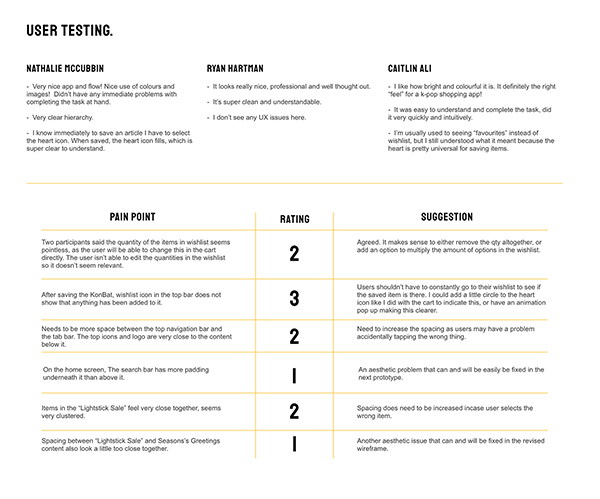 USER TESTING.
NATHALIE MCCUBBIN
- Very nice app and flow! Nice use of colours and
images! Didn't have any immediate problems with
completing the task at hand.
- Very clear hierarchy.
- I know immediately to save an article I have to select
the heart icon. When saved, the heart icon fills, which is
super clear to understand.
RYAN HARTMAN
- It looks really nice, professional and well thought out.
- It's super clean and understandable.
- I don't see any UX issues here.
CAITLIN ALI
- I like how bright and colourful it is. It definitely the right
"feel" for a k-pop shopping app!
- It was easy to understand and complete the task, did
it very quickly and intuitively.
- I'm usually used to seeing "favourites" instead of
wishlist, but I still understood what it meant because the
heart is pretty universal for saving items.
PAIN POINT
RATING
SUGGESTION
Two participants said the quantity of the items in wishlist seems
pointless, as the user will be able to change this in the cart
directly. The user isn't able to edit the quantities in the wishlist
so it doesn't seem relevant.
2
Agreed. It makes sense to either remove the qty altogether, or
add an option to multiply the amount of options in the wishlist.
After saving the KonBat, wishlist icon in the top bar does not
show that anything has been added to it.
3
Users shouldn't have to constantly go to their wishlist to see if
the saved item is there. I could add a little circle to the heart
icon like I did with the cart to indicate this, or have an animation
pop up making this clearer.
Needs to be more space between the top navigation bar and
the tab bar. The top icons and logo are very close to the content
below it.
2
Need to increase the spacing as users may have a problem
accidentally tapping the wrong thing.
On the home screen, The search bar has more padding
underneath it than above it.
1
An aesthetic problem that can and will be easily be fixed in the
next prototype.
Items in the "Lightstick Sale" feel very close together, seems
very clustered.
2
Spacing does need to be increased incase user selects the
wrong item.
Spacing between "Lightstick Sale" and Seasons's Greetings
content also look a little too close together.
1
Another aesthetic issue that can and will be fixed in the revised
wireframe.